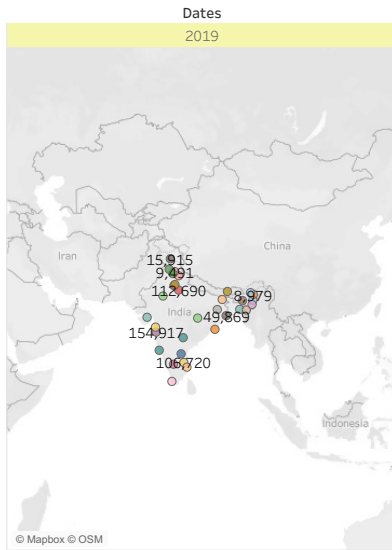 Dates
2019
China
Iran
15,915
9,491
112,690
8,979
India
49,869
154,917
106,720
Indonesia
© Mapbox © OSM